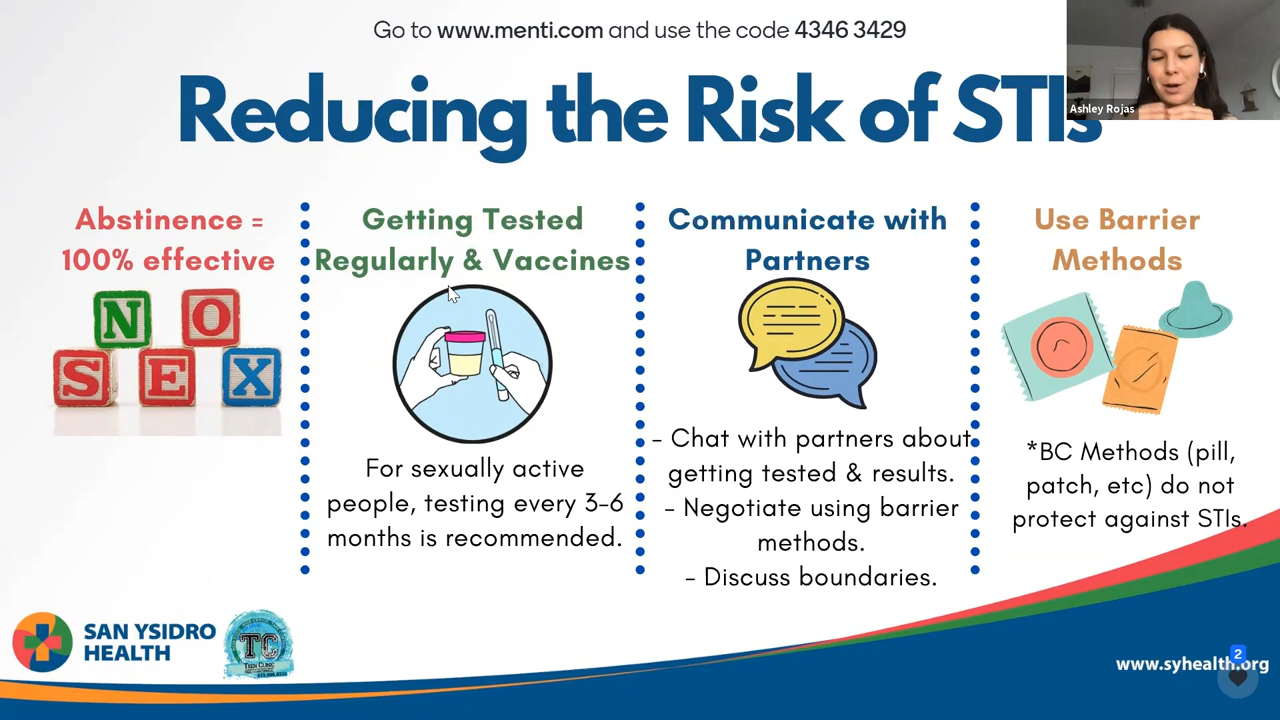 Go to www.menti.com and use the code 4346 3429
Reducing the Risk of STIs
Ashley Rojas
Abstinence =
100% effective
N O
S E X
Getting Tested
Regularly & Vaccines
For sexually active
people, testing every 3-6
months is recommended.
Communicate with
Partners
- Chat with partners about
getting tested & results.
- Negotiate using barrier
methods.
- Discuss boundaries.
Use Barrier
Methods
*BC Methods (pill,
patch, etc) do not
protect against STIs.
SAN YSIDRO
HEALTH
TC
TEEN CLINIC
www.syhealth.org
2